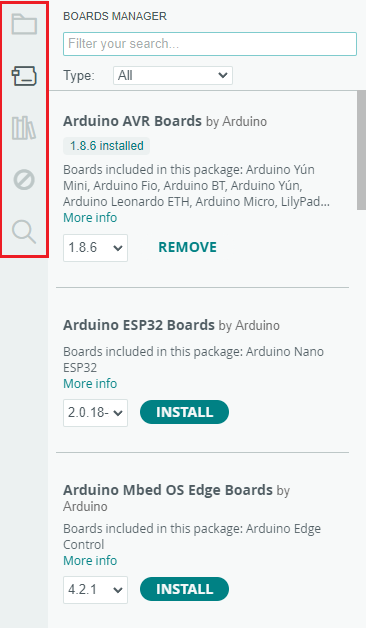 BOARDS MANAGER
Filter your search...
Type: All
Arduino AVR Boards by Arduino
1.8.6 installed
Boards included in this package: Arduino Yún
Mini, Arduino Fio, Arduino BT, Arduino Yún,
Arduino Leonardo ETH, Arduino Micro, LilyPad...
More info
1.8.6 REMOVE
Arduino ESP32 Boards by Arduino
Boards included in this package: Arduino Nano
ESP32
More info
2.0.18- INSTALL
Arduino Mbed OS Edge Boards by
Arduino
Boards included in this package: Arduino Edge
Control
More info
4.2.1 INSTALL